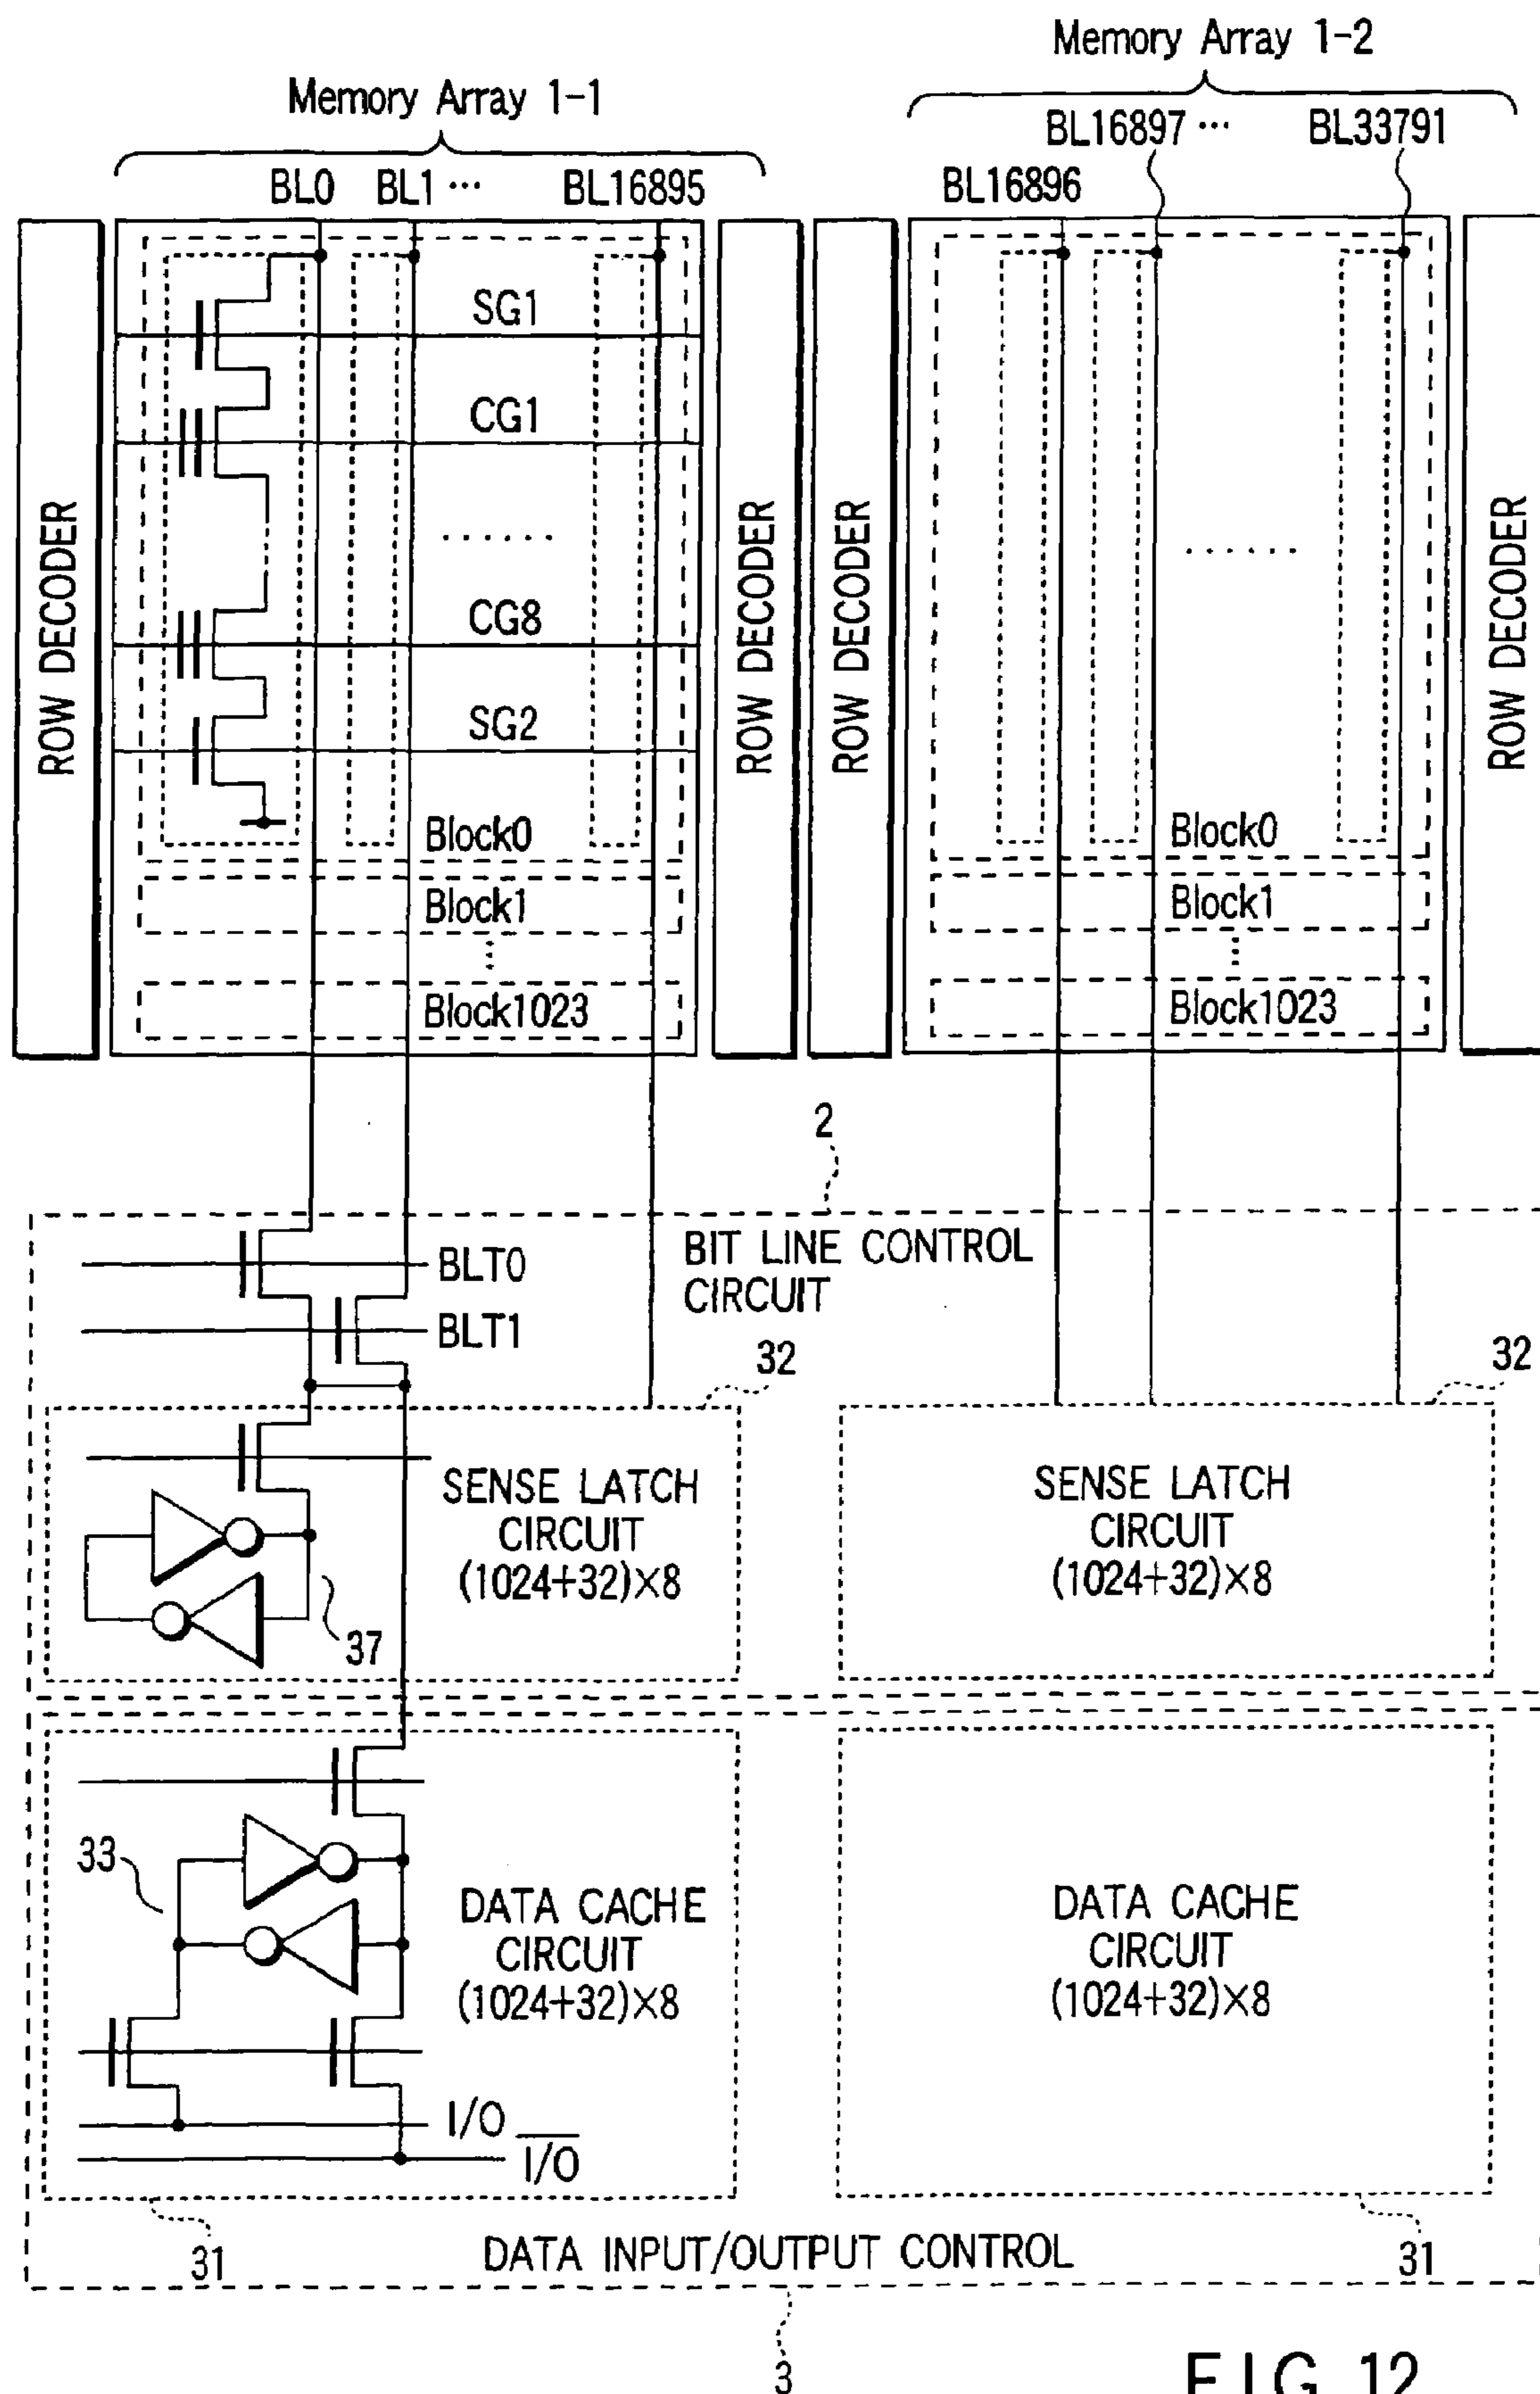 Memory Array 1-1
Memory Array 1-2
BL0 BL1 ··· BL16895
BL16896 BL16897 ··· BL33791
ROW DECODER
SG1
CG1
·······
CG8
SG2
Block0
Block1
Block1023
ROW DECODER
ROW DECODER
·······
Block0
Block1
Block1023
ROW DECODER
2
BIT LINE CONTROL
CIRCUIT
BLT0
BLT1
32
32
SENSE LATCH
CIRCUIT
(1024+32)×8
37
SENSE LATCH
CIRCUIT
(1024+32)×8
33
DATA CACHE
CIRCUIT
(1024+32)×8
DATA CACHE
CIRCUIT
(1024+32)×8
I/O
I/O
31
DATA INPUT/OUTPUT CONTROL
31
3
FIG. 12